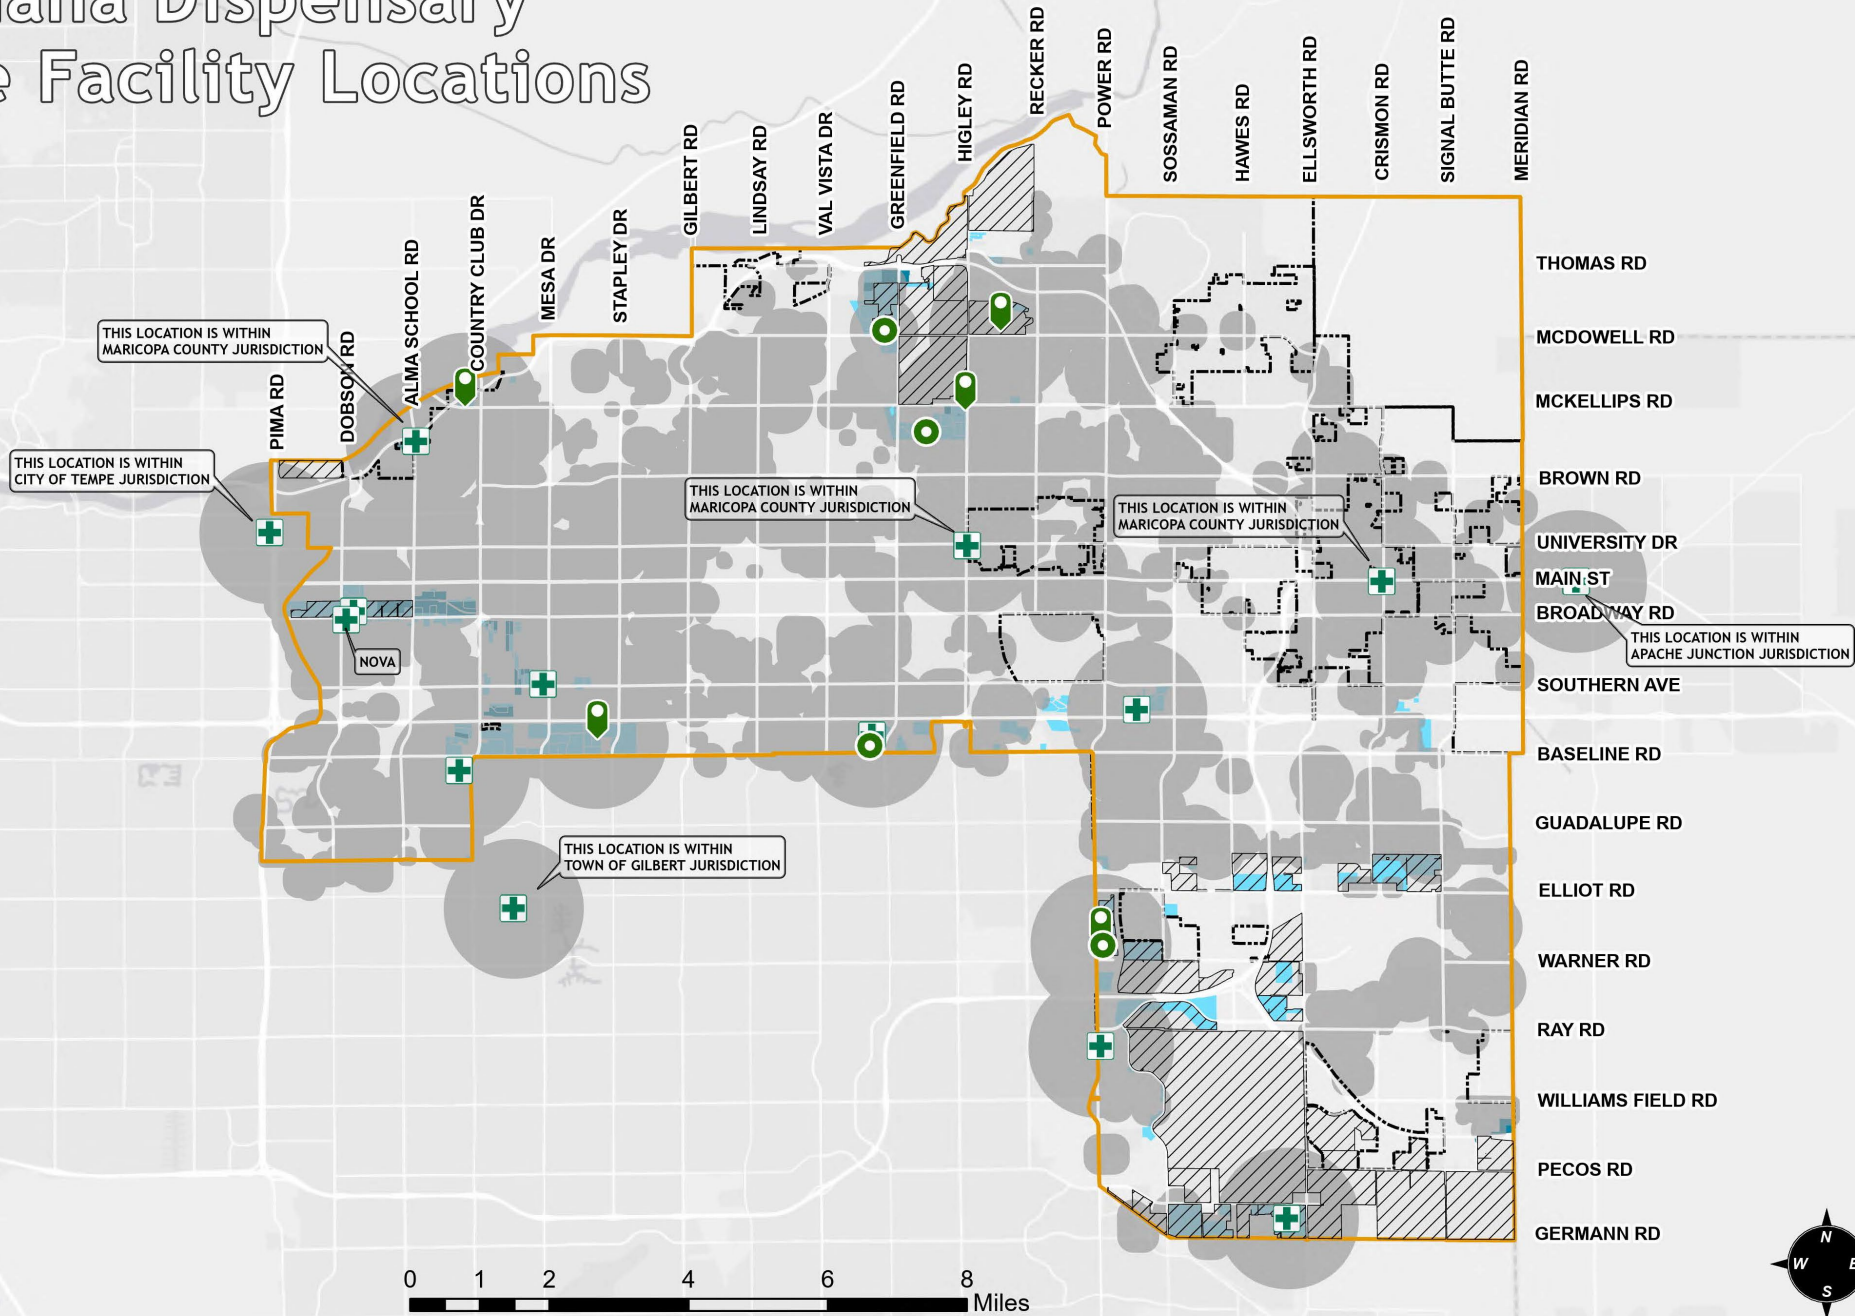 Dispensary
Facility Locations
PIMA RD
DOBSON RD
ALMA SCHOOL RD
COUNTRY CLUB DR
MESA DR
STAPLEY DR
GILBERT RD
LINDSAY RD
VAL VISTA DR
GREENFIELD RD
HIGLEY RD
RECKER RD
POWER RD
SOSSAMAN RD
HAWES RD
ELLSWORTH RD
CRISMON RD
SIGNAL BUTTE RD
MERIDIAN RD
THOMAS RD
MCDOWELL RD
MCKELLIPS RD
BROWN RD
UNIVERSITY DR
MAIN ST
BROADWAY RD
SOUTHERN AVE
BASELINE RD
GUADALUPE RD
ELLIOT RD
WARNER RD
RAY RD
WILLIAMS FIELD RD
PECOS RD
GERMANN RD
THIS LOCATION IS WITHIN
MARICOPA COUNTY JURISDICTION
THIS LOCATION IS WITHIN
CITY OF TEMPE JURISDICTION
THIS LOCATION IS WITHIN
MARICOPA COUNTY JURISDICTION
THIS LOCATION IS WITHIN
MARICOPA COUNTY JURISDICTION
THIS LOCATION IS WITHIN
APACHE JUNCTION JURISDICTION
NOVA
THIS LOCATION IS WITHIN
TOWN OF GILBERT JURISDICTION
0 1 2 4 6 8
Miles
N
W E
S